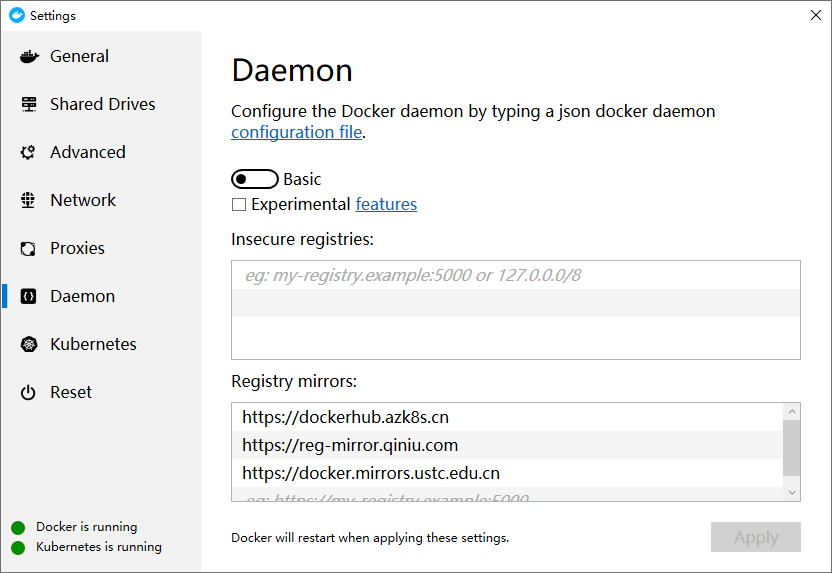 Settings
General
Shared Drives
Advanced
Network
Proxies
Daemon
Kubernetes
Reset
Docker is running
Kubernetes is running
Daemon
Configure the Docker daemon by typing a json docker daemon
configuration file.
Basic
Experimental features
Insecure registries:
eg: my-registry.example:5000 or 127.0.0.0/8
Registry mirrors:
https://dockerhub.azk8s.cn
https://reg-mirror.qiniu.com
https://docker.mirrors.ustc.edu.cn
eg: https://my-registry.example:5000
Docker will restart when applying these settings.
Apply